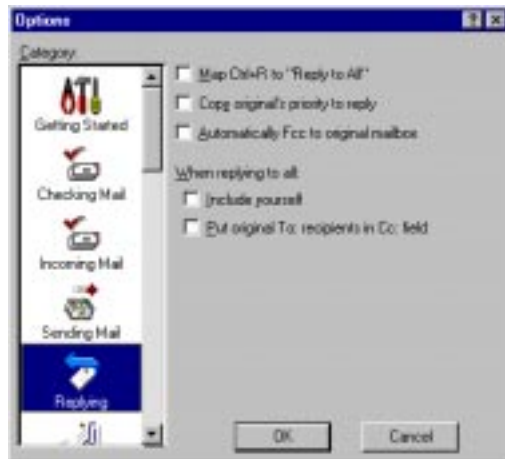 Options
Category:
Getting Started
Checking Mail
Incoming Mail
Sending Mail
Replying
Map Ctrl+R to "Reply to All"
Copy original's priority to reply
Automatically Fcc to original mailbox
When replying to all:
Include yourself
Put original To: recipients in Cc: field
OK
Cancel